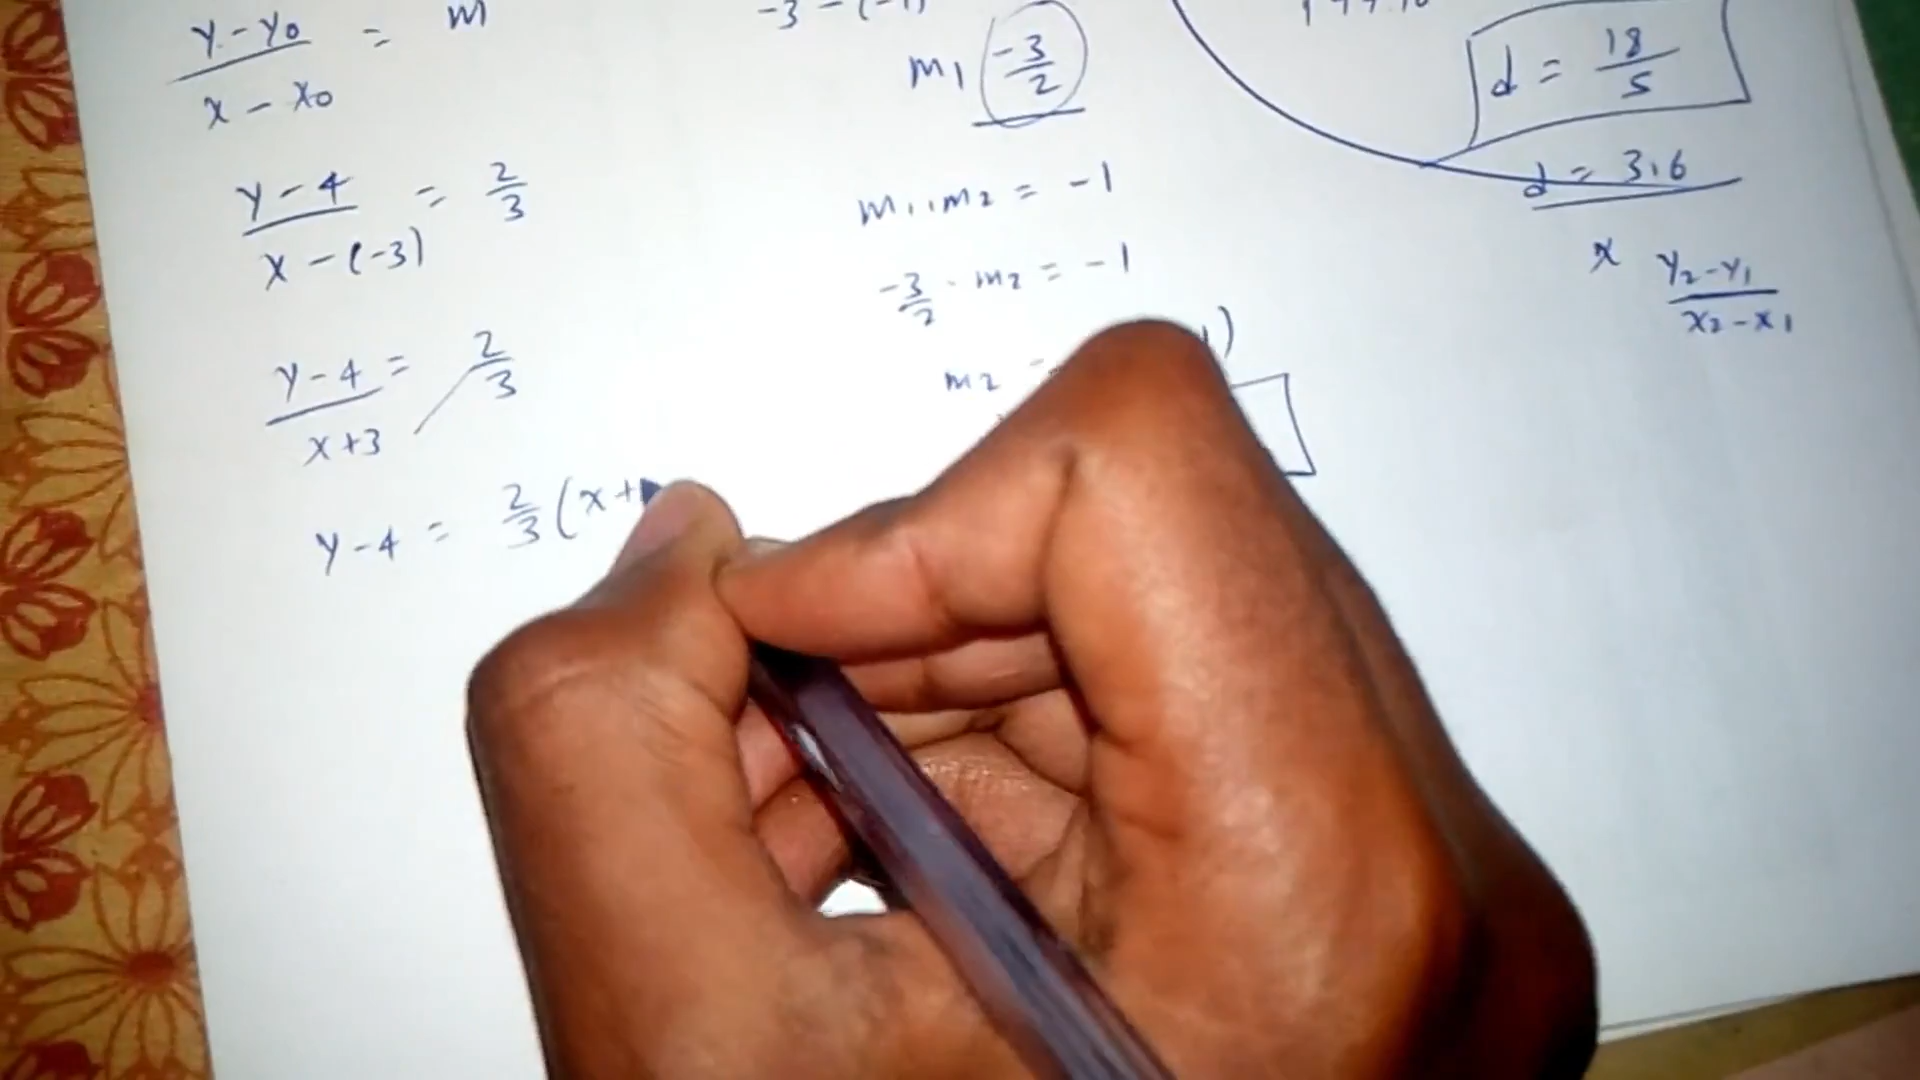 y - y₀ / x - x₀ = m
y - 4 / x - (-3) = 2/3
y - 4 / x + 3 = 2/3
y - 4 = 2/3 (x +
-3 - (-1)
m₁ -3/2
m₁ . m₂ = -1
-3/2 . m₂ = -1
m₂ =
d = 18/5
d = 3.6
x y₂ - y₁ / x₂ - x₁